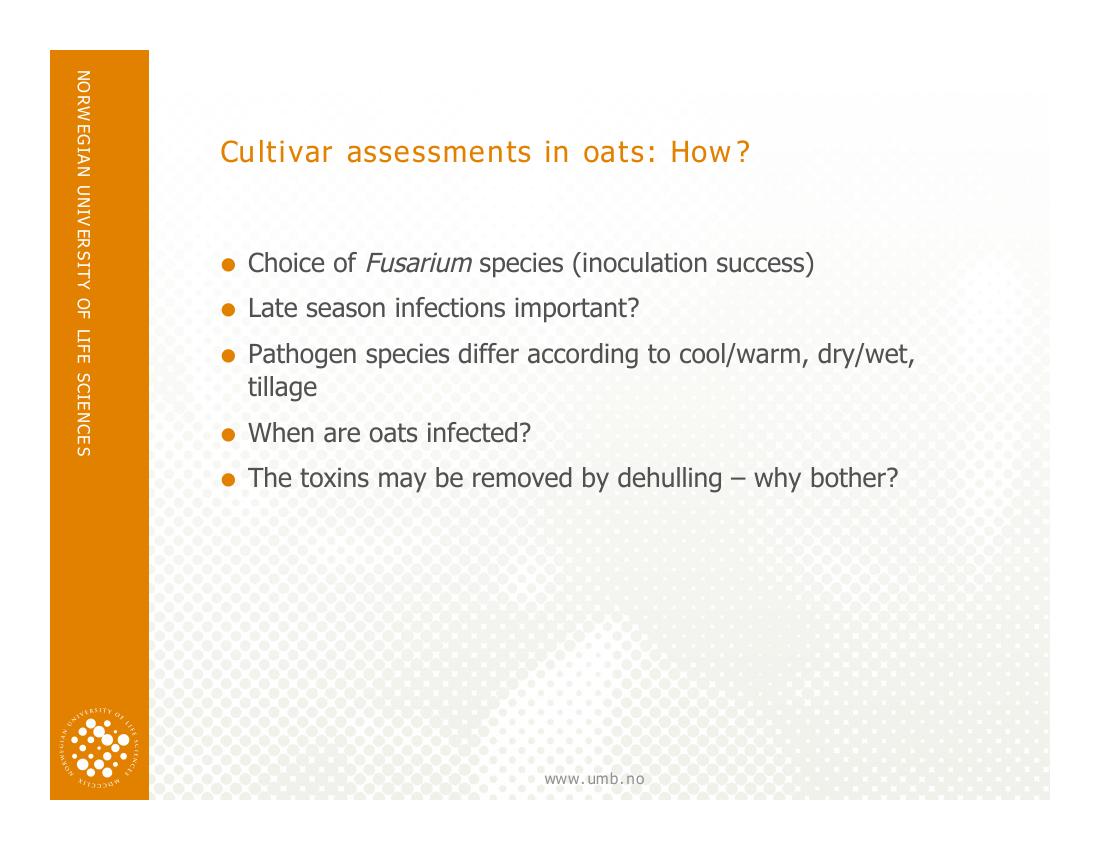 NORWEGIAN UNIVERSITY OF LIFE SCIENCES
Cultivar assessments in oats: How?
● Choice of Fusarium species (inoculation success)
● Late season infections important?
● Pathogen species differ according to cool/warm, dry/wet,
tillage
● When are oats infected?
● The toxins may be removed by dehulling – why bother?
NORWEGIAN UNIVERSITY OF LIFE SCIENCES
MDCCCLIX
www.umb.no